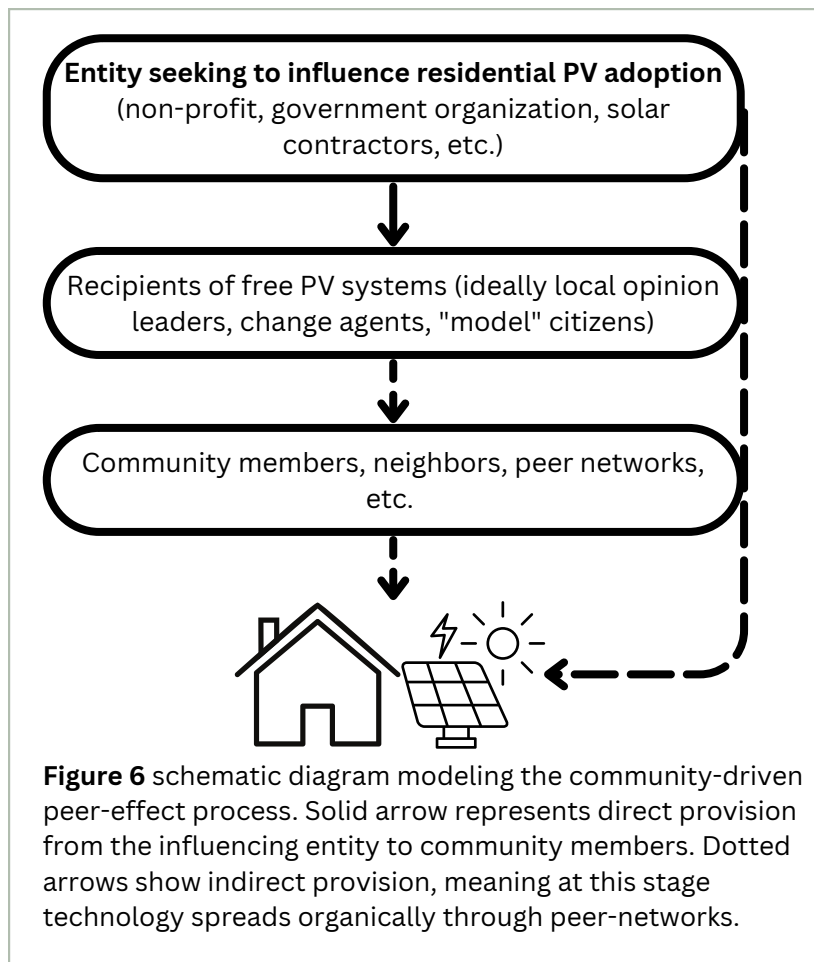 Entity seeking to influence residential PV adoption
(non-profit, government organization, solar
contractors, etc.)
Recipients of free PV systems (ideally local opinion
leaders, change agents, "model" citizens)
Community members, neighbors, peer networks,
etc.
Figure 6 schematic diagram modeling the community-driven
peer-effect process. Solid arrow represents direct provision
from the influencing entity to community members. Dotted
arrows show indirect provision, meaning at this stage
technology spreads organically through peer-networks.